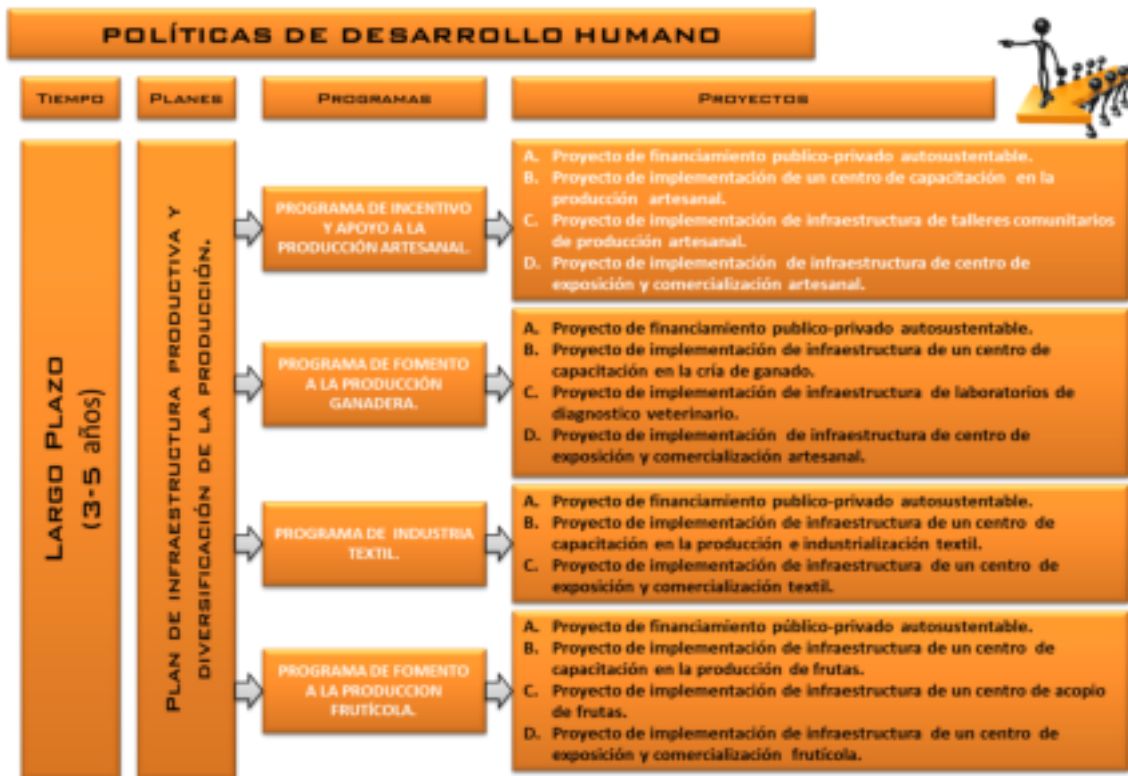 POLÍTICAS DE DESARROLLO HUMANO
TIEMPO
PLANES
PROGRAMAS
PROYECTOS
LARGO PLAZO
(3-5 años)
PLAN DE INFRAESTRUCTURA PRODUCTIVA Y
DIVERSIFICACIÓN DE LA PRODUCCIÓN.
PROGRAMA DE INCENTIVO
Y APOYO A LA
PRODUCCIÓN ARTESANAL.
A. Proyecto de financiamiento publico-privado autosustentable.
B. Proyecto de implementación de un centro de capacitación en la
producción artesanal.
C. Proyecto de implementación de infraestructura de talleres comunitarios
de producción artesanal.
D. Proyecto de implementación de infraestructura de centro de
exposición y comercialización artesanal.
PROGRAMA DE FOMENTO
A LA PRODUCCIÓN
GANADERA.
A. Proyecto de financiamiento publico-privado autosustentable.
B. Proyecto de implementación de infraestructura de un centro de
capacitación en la cría de ganado.
C. Proyecto de implementación de infraestructura de laboratorios de
diagnostico veterinario.
D. Proyecto de implementación de infraestructura de centro de
exposición y comercialización artesanal.
PROGRAMA DE INDUSTRIA
TEXTIL.
A. Proyecto de financiamiento publico-privado autosustentable.
B. Proyecto de implementación de infraestructura de un centro de
capacitación en la producción e industrialización textil.
C. Proyecto de implementación de infraestructura de un centro de
exposición y comercialización textil.
PROGRAMA DE FOMENTO
A LA PRODUCCION
FRUTÍCOLA.
A. Proyecto de financiamiento público-privado autosustentable.
B. Proyecto de implementación de infraestructura de un centro de
capacitación en la producción de frutas.
C. Proyecto de implementación de infraestructura de un centro de acopio
de frutas.
D. Proyecto de implementación de infraestructura de un centro de
exposición y comercialización frutícola.